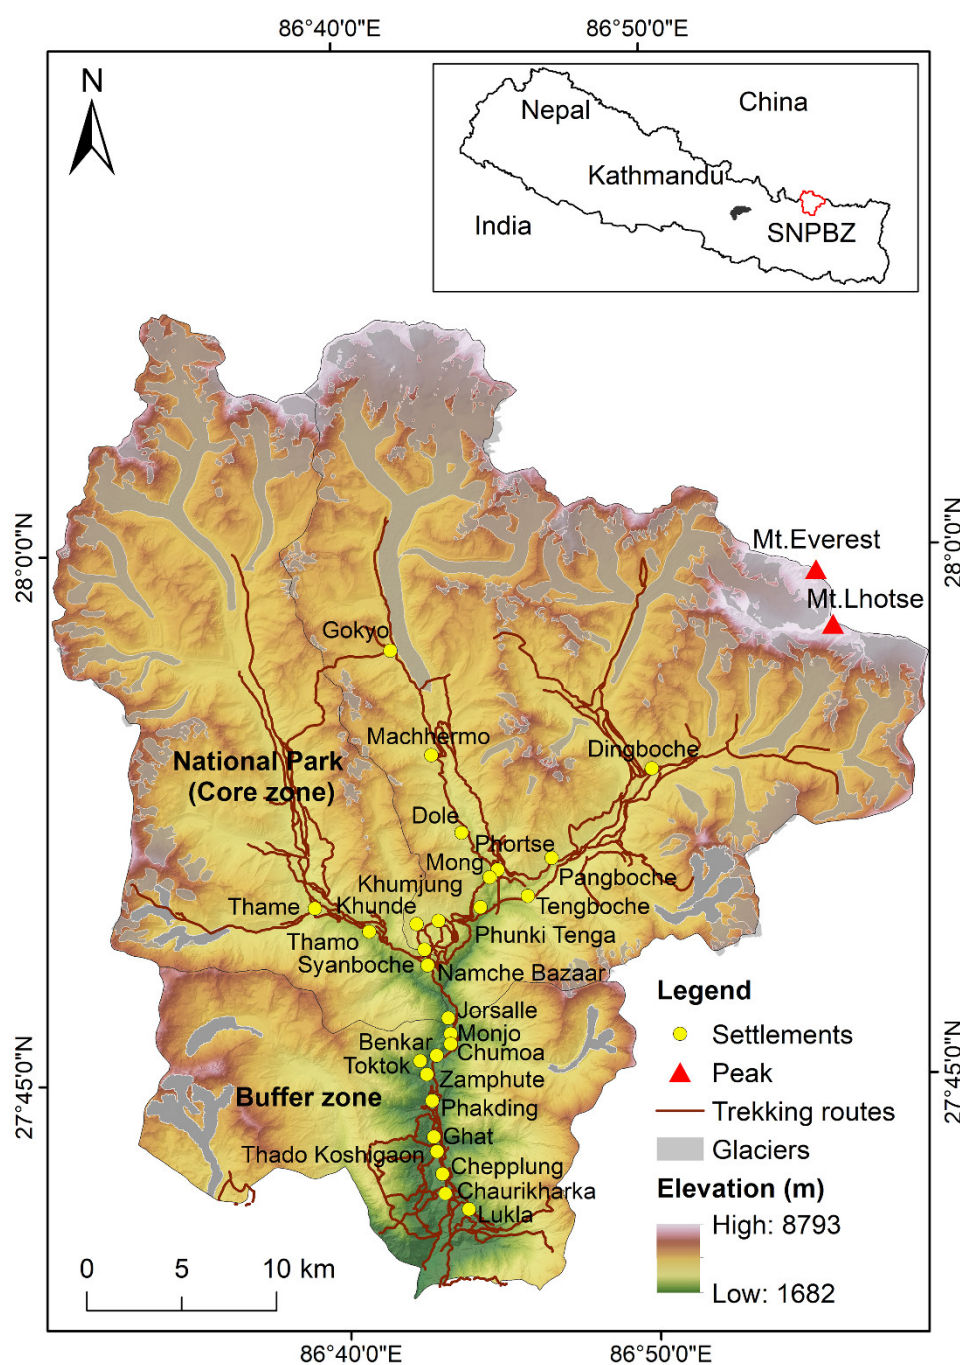 86°40'0"E
86°50'0"E
N
Nepal
China
Kathmandu
India
SNPBZ
28°0'0"N
28°0'0"N
Mt.Everest
Mt.Lhotse
Gokyo
Machhermo
Dingboche
National Park
(Core zone)
Dole
Phortse
Mong
Pangboche
Khumjung
Thame
Khunde
Tengboche
Thamo
Phunki Tenga
Syanboche
Namche Bazaar
Jorsalle
Monjo
Benkar
Chumoa
Toktok
Zamphute
Buffer zone
Phakding
Ghat
Thado Koshigaon
Chepplung
Chaurikharka
Lukla
27°45'0"N
27°45'0"N
Legend
Settlements
Peak
Trekking routes
Glaciers
Elevation (m)
High: 8793
Low: 1682
0 5 10 km
86°40'0"E
86°50'0"E